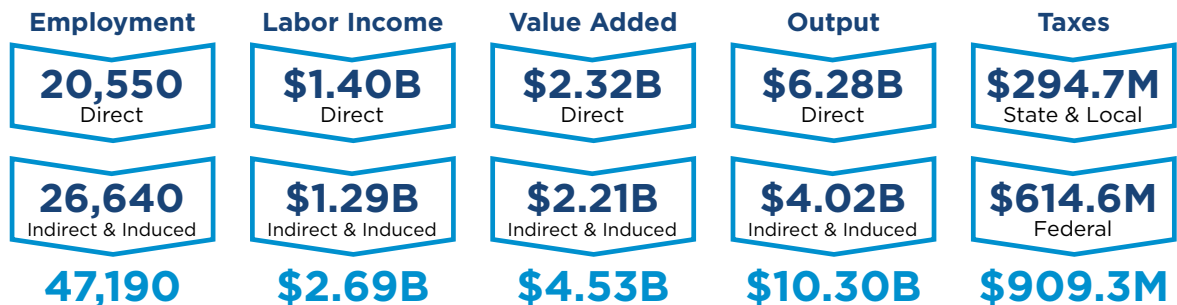 Employment
20,550
Direct
26,640
Indirect & Induced
47,190
Labor Income
$1.40B
Direct
$1.29B
Indirect & Induced
$2.69B
Value Added
$2.32B
Direct
$2.21B
Indirect & Induced
$4.53B
Output
$6.28B
Direct
$4.02B
Indirect & Induced
$10.30B
Taxes
$294.7M
State & Local
$614.6M
Federal
$909.3M